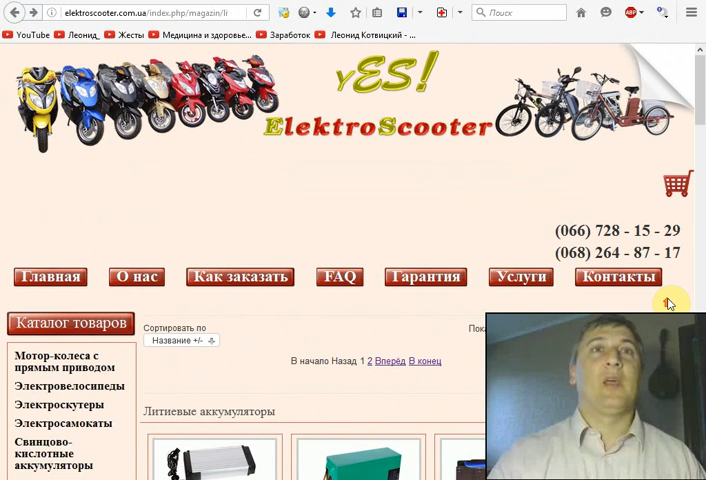 elektroscooter.com.ua/index.php/magazin/li
Поиск
ABP
YouTube Леонид_ Жесты Медицина и здоровье... Заработок Леонид Котвицкий - ...
YES!
ElektroScooter
(066) 728 - 15 - 29
(068) 264 - 87 - 17
Главная О нас Как заказать FAQ Гарантия Услуги Контакты
Каталог товаров
Сортировать по
Название +/-
Пока
В начало Назад 1 2 Вперёд В конец
Мотор-колеса с
прямым приводом
Электровелосипеды
Электроскутеры
Электросамокаты
Свинцово-
кислотные
аккумуляторы
Литиевые аккумуляторы